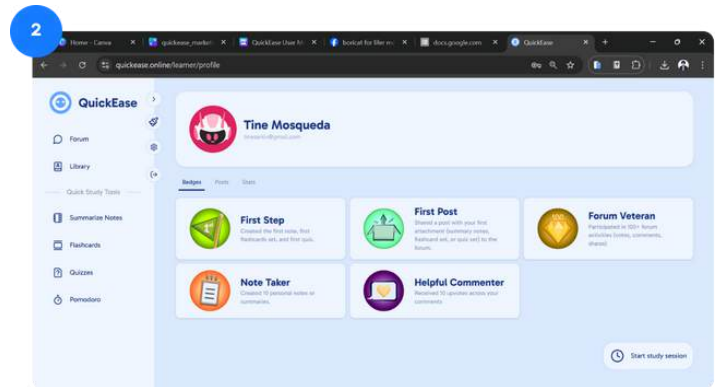 2
Home - Canva
quickease_market
QuickEase User M
docs.google.com
QuickEase
quickease.online/learner/profile
QuickEase
Forum
Library
Quick Study Tools
Summarize Notes
Flashcards
Quizzes
Pomodoro
Tine Mosqueda
Badges Posts Stats
First Step
Created the first note, first
flashcards set, and first quiz.
First Post
Shared a post with your first
attachment (summary notes,
flashcard set, or quiz set) to the
forum.
Forum Veteran
Participated in 100+ forum
activities (votes, comments,
shares)
Note Taker
Created 10 personal notes or
summaries.
Helpful Commenter
Received 10 upvotes across your
comments.
Start study session